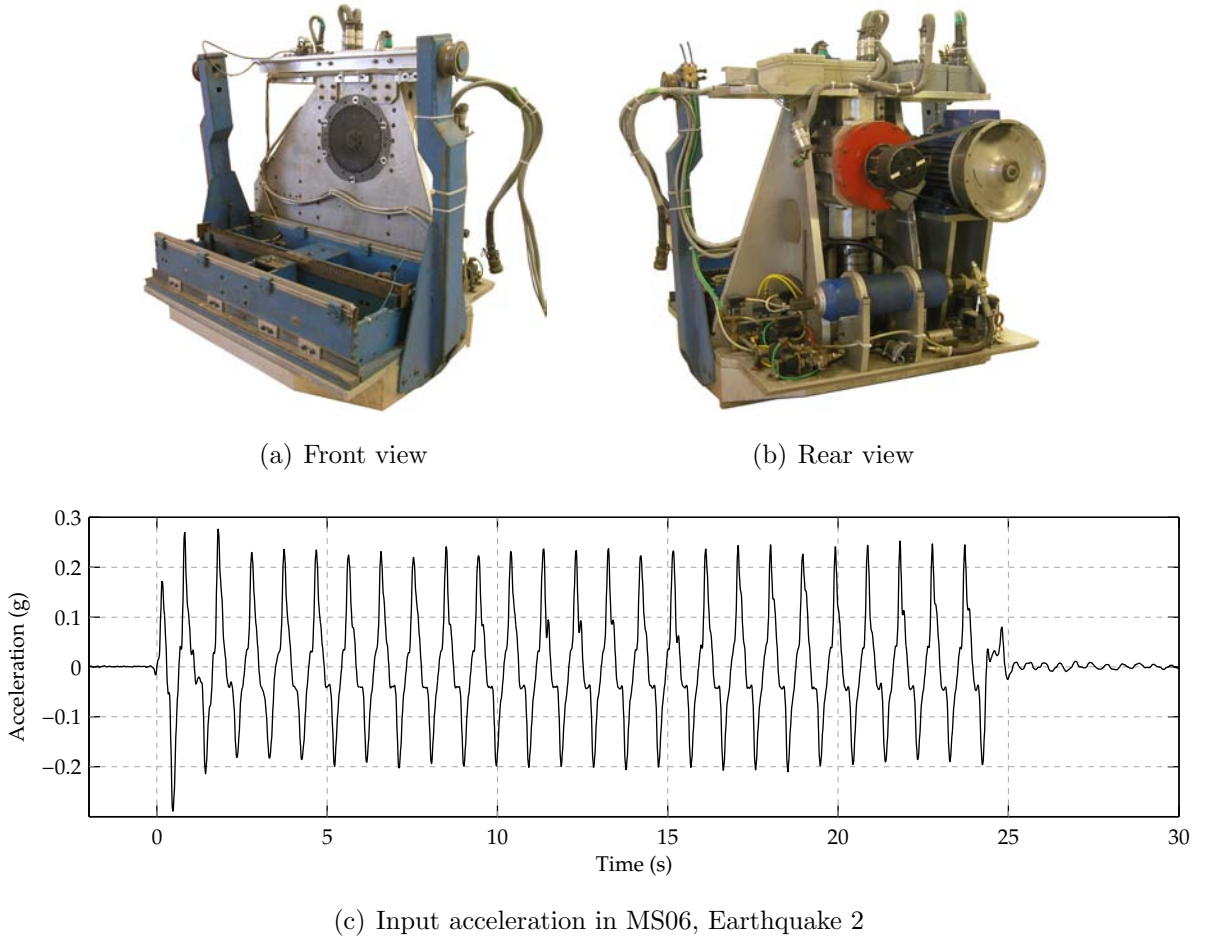 (a) Front view
(b) Rear view
0.3
0.2
0.1
0
−0.1
−0.2
Acceleration (g)
0
5
10
15
20
25
30
Time (s)
(c) Input acceleration in MS06, Earthquake 2